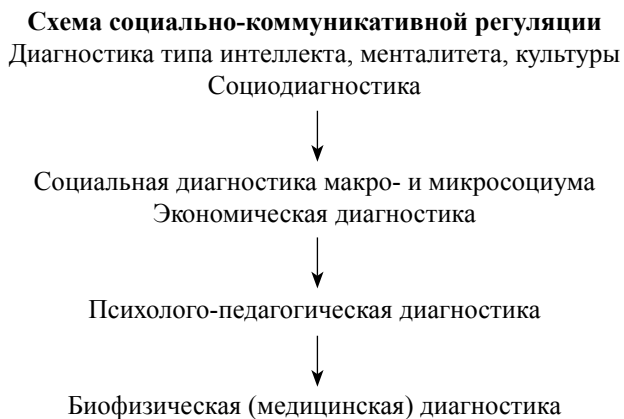 Схема социально-коммуникативной регуляции
Диагностика типа интеллекта, менталитета, культуры
Социодиагностика
Социальная диагностика макро- и микросоциума
Экономическая диагностика
Психолого-педагогическая диагностика
Биофизическая (медицинская) диагностика